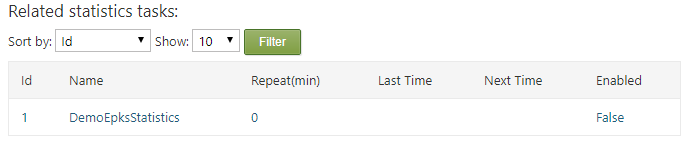 Related statistics tasks:
Sort by: Id Show: 10 Filter
Id Name Repeat(min) Last Time Next Time Enabled
1 DemoEpksStatistics 0 False